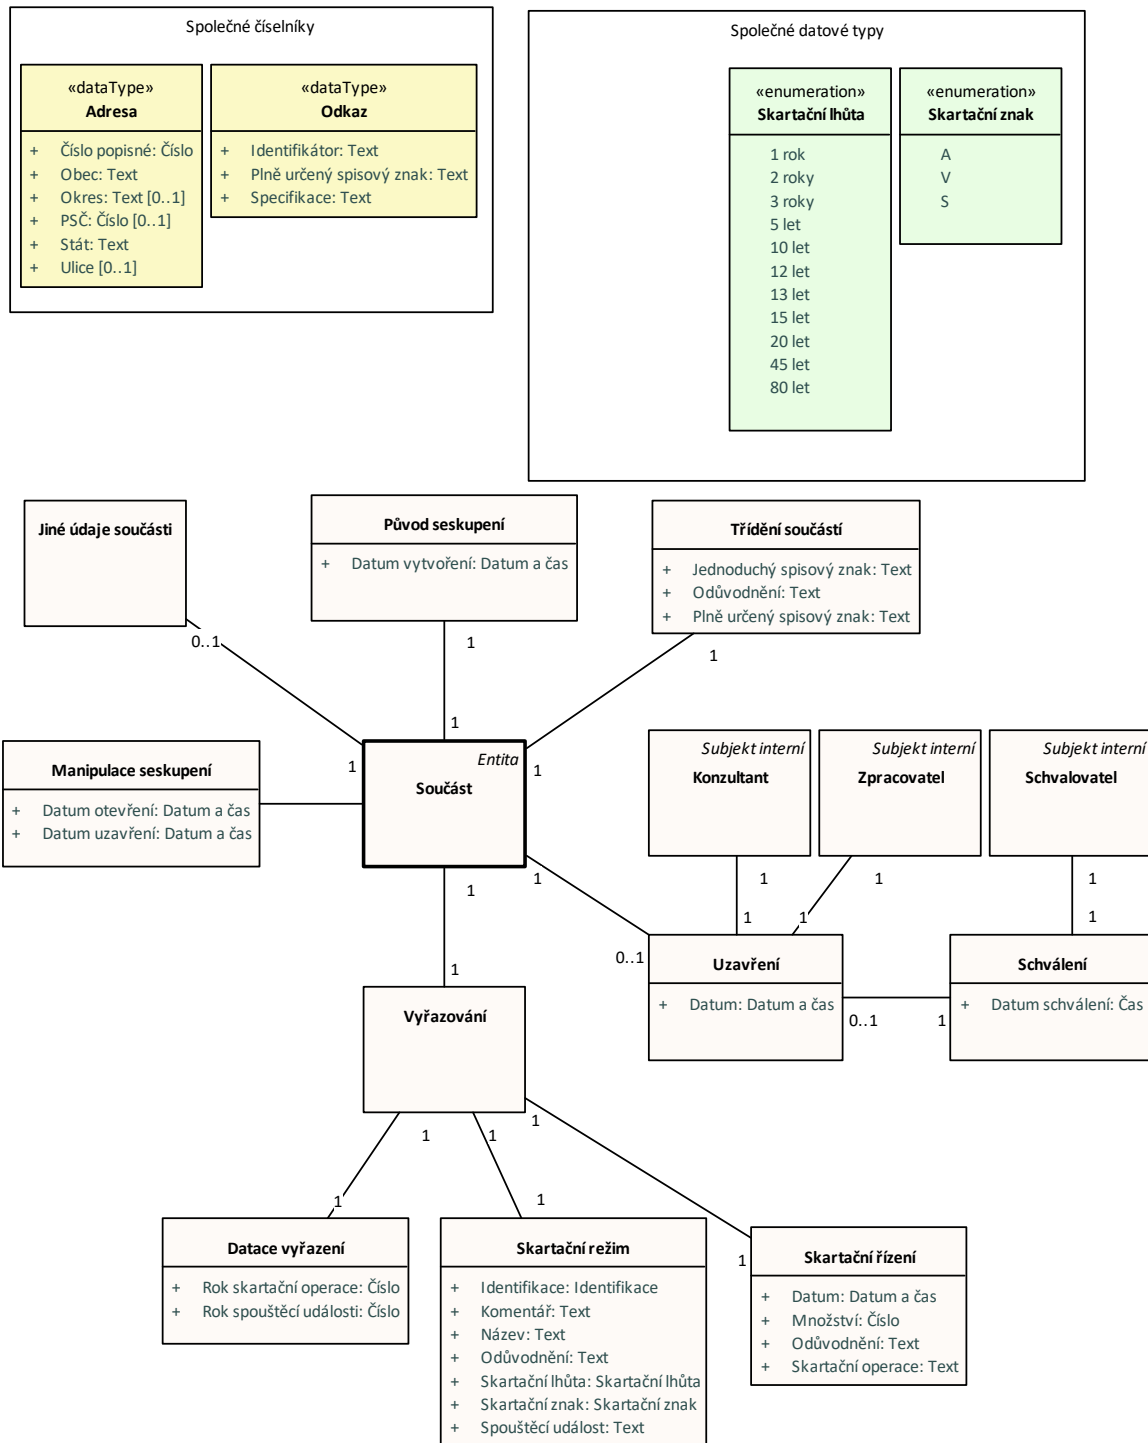 Společné číselníky
«dataType»
Adresa
+ Číslo popisné: Číslo
+ Obec: Text
+ Okres: Text [0..1]
+ PSČ: Číslo [0..1]
+ Stát: Text
+ Ulice [0..1]
«dataType»
Odkaz
+ Identifikátor: Text
+ Plně určený spisový znak: Text
+ Specifikace: Text
Společné datové typy
«enumeration»
Skartační lhůta
1 rok
2 roky
3 roky
5 let
10 let
12 let
13 let
15 let
20 let
45 let
80 let
«enumeration»
Skartační znak
A
V
S
Jiné údaje součásti
0..1
1
Původ seskupení
+ Datum vytvoření: Datum a čas
1
1
Třídění součástí
+ Jednoduchý spisový znak: Text
+ Odůvodnění: Text
+ Plně určený spisový znak: Text
1
1
Manipulace seskupení
+ Datum otevření: Datum a čas
+ Datum uzavření: Datum a čas
Entita
Součást
Subjekt interní
Konzultant
1
1
Subjekt interní
Zpracovatel
1
1
Subjekt interní
Schvalovatel
1
1
1
0..1
Uzavření
+ Datum: Datum a čas
0..1
1
Schválení
+ Datum schválení: Čas
1
1
Vyřazování
1
1
1
1
1
1
Datace vyřazení
+ Rok skartační operace: Číslo
+ Rok spouštěcí události: Číslo
Skartační režim
+ Identifikace: Identifikace
+ Komentář: Text
+ Název: Text
+ Odůvodnění: Text
+ Skartační lhůta: Skartační lhůta
+ Skartační znak: Skartační znak
+ Spouštěcí událost: Text
Skartační řízení
+ Datum: Datum a čas
+ Množství: Číslo
+ Odůvodnění: Text
+ Skartační operace: Text